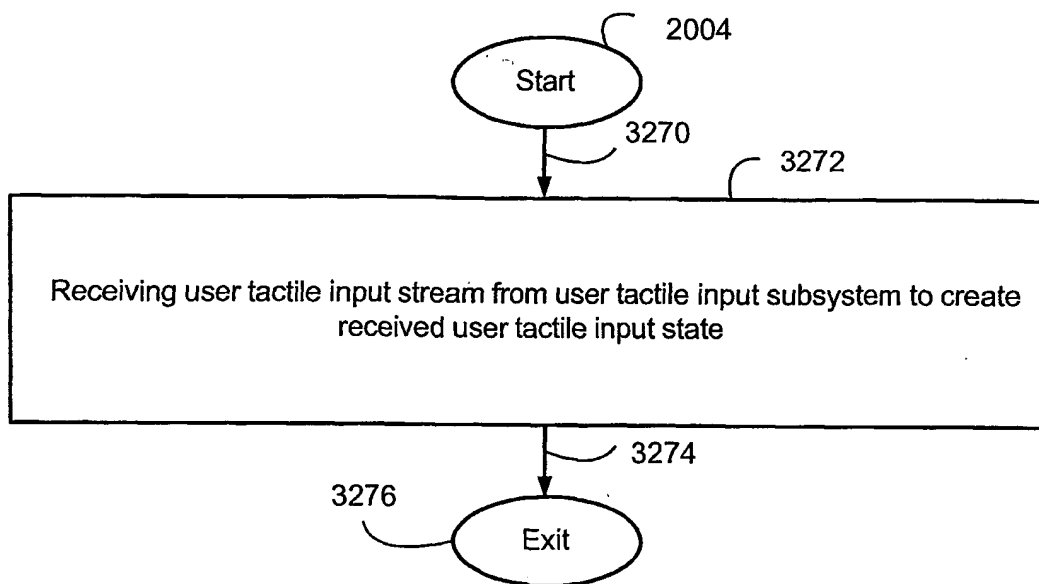 2004
Start
3270
3272
Receiving user tactile input stream from user tactile input subsystem to create
received user tactile input state
3274
3276
Exit